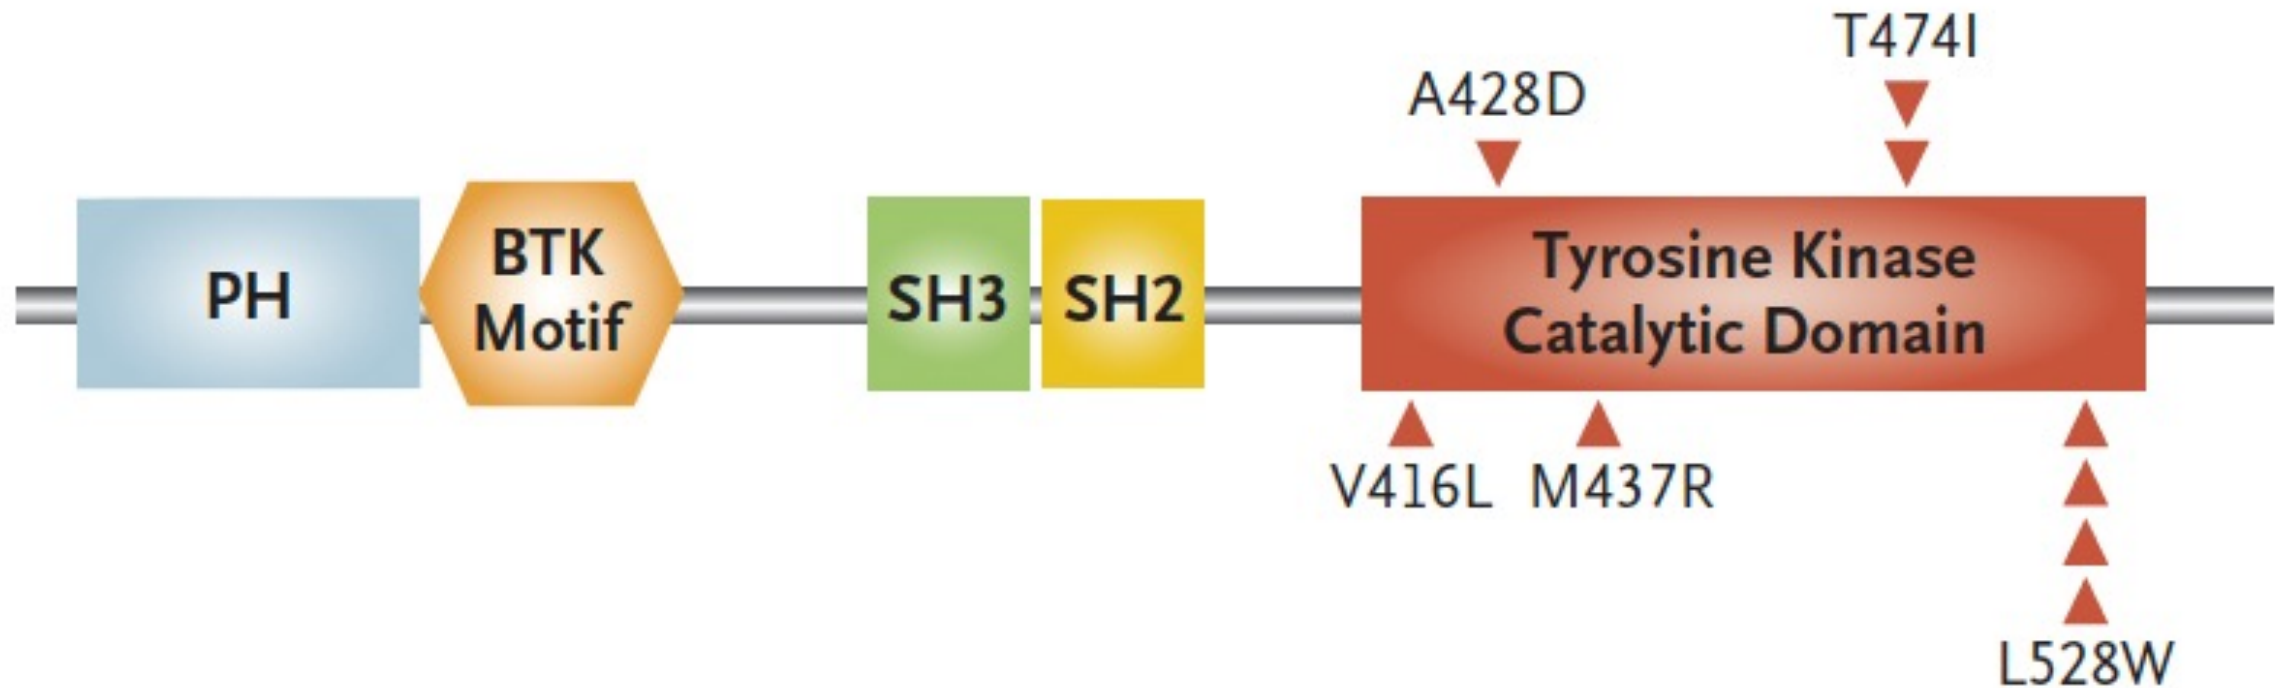 T474I
A428D
PH
BTK
Motif
SH3
SH2
Tyrosine Kinase
Catalytic Domain
V416L
M437R
L528W